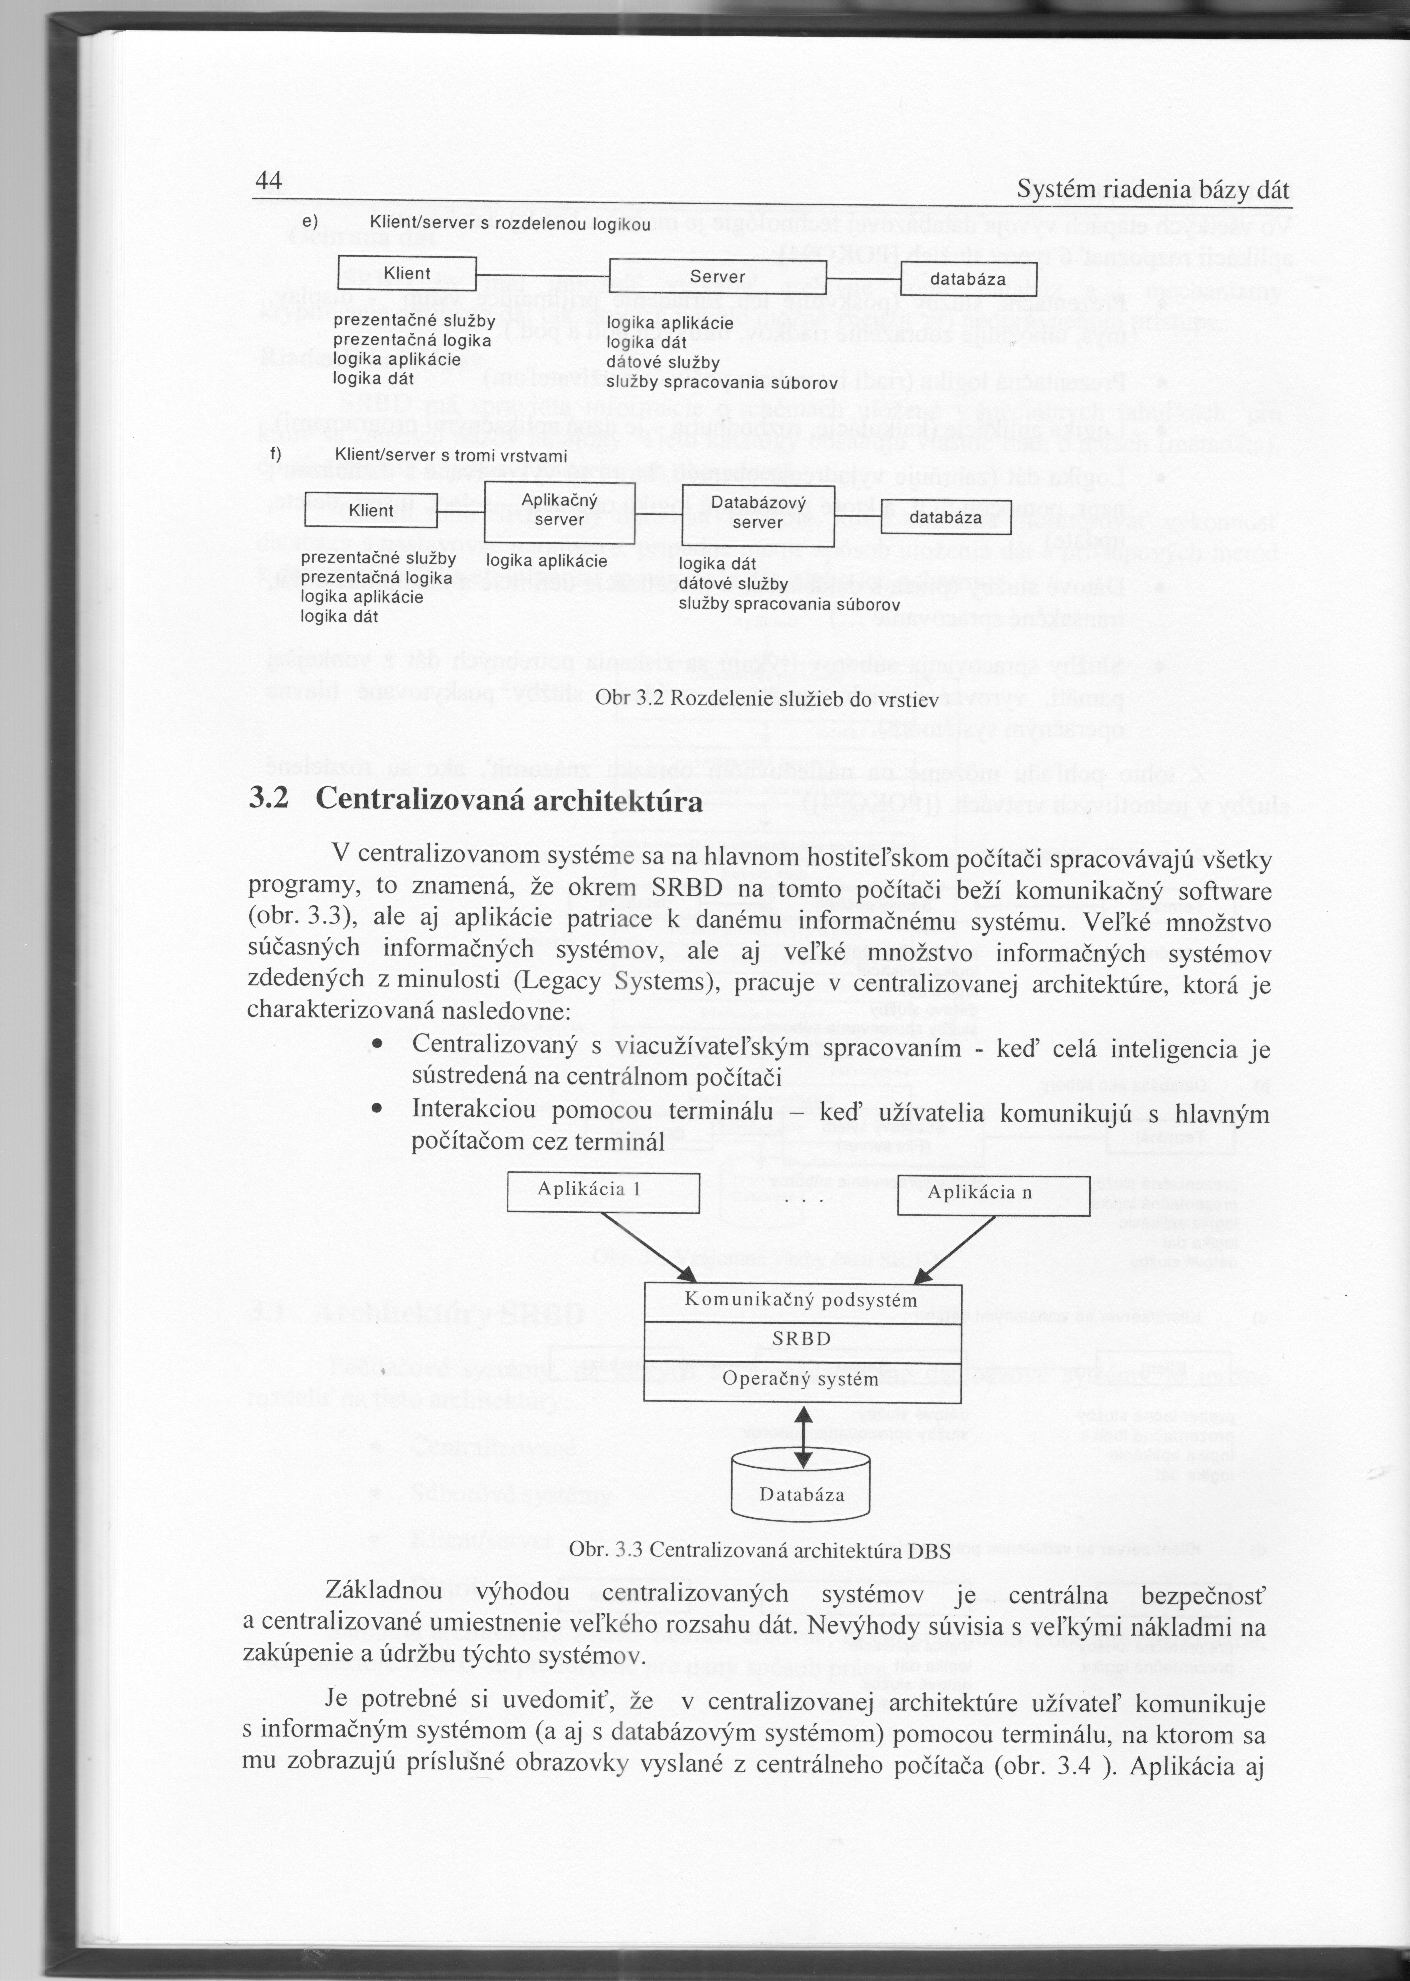 44
Systém riadenia bázy dát
e) Klient/server s rozdelenou logikou
Klient
Server
databáza
prezentačné služby
prezentačná logika
logika aplikácie
logika dát
logika aplikácie
logika dát
dátové služby
služby spracovania súborov
f) Klient/server s tromi vrstvami
Klient
Aplikačný
server
Databázový
server
databáza
prezentačné služby
prezentačná logika
logika aplikácie
logika dát
logika aplikácie
logika dát
dátové služby
služby spracovania súborov
Obr 3.2 Rozdelenie služieb do vrstiev
3.2 Centralizovaná architektúra
V centralizovanom systéme sa na hlavnom hostiteľskom počítači spracovávajú všetky
programy, to znamená, že okrem SRBD na tomto počítači beží komunikačný software
(obr. 3.3), ale aj aplikácie patriace k danému informačnému systému. Veľké množstvo
súčasných informačných systémov, ale aj veľké množstvo informačných systémov
zdedených z minulosti (Legacy Systems), pracuje v centralizovanej architektúre, ktorá je
charakterizovaná nasledovne:
• Centralizovaný s viacužívateľským spracovaním - keď celá inteligencia je
sústredená na centrálnom počítači
• Interakciou pomocou terminálu – keď užívatelia komunikujú s hlavným
počítačom cez terminál
Aplikácia 1
. . .
Aplikácia n
Komunikačný podsystém
SRBD
Operačný systém
Databáza
Obr. 3.3 Centralizovaná architektúra DBS
Základnou výhodou centralizovaných systémov je centrálna bezpečnosť
a centralizované umiestnenie veľkého rozsahu dát. Nevýhody súvisia s veľkými nákladmi na
zakúpenie a údržbu týchto systémov.
Je potrebné si uvedomiť, že v centralizovanej architektúre užívateľ komunikuje
s informačným systémom (a aj s databázovým systémom) pomocou terminálu, na ktorom sa
mu zobrazujú príslušné obrazovky vyslané z centrálneho počítača (obr. 3.4 ). Aplikácia aj